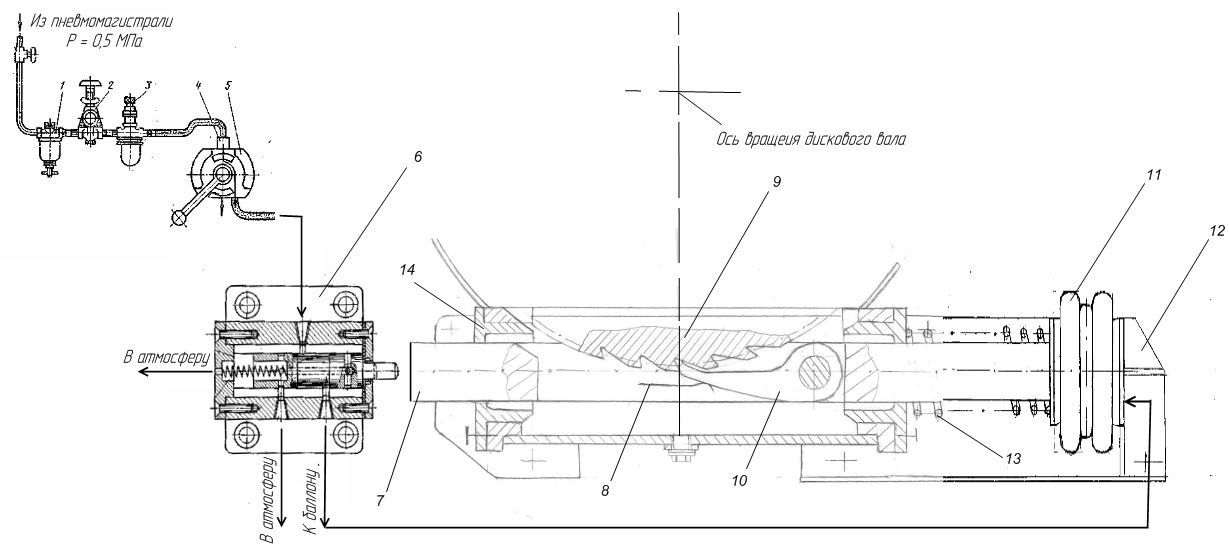 Из пневмомагистрали
P = 0,5 МПа
1
2
3
4
5
6
Ось вращеия дискового вала
9
11
12
14
В атмосферу
7
8
10
13
В атмосферу
К баллону.